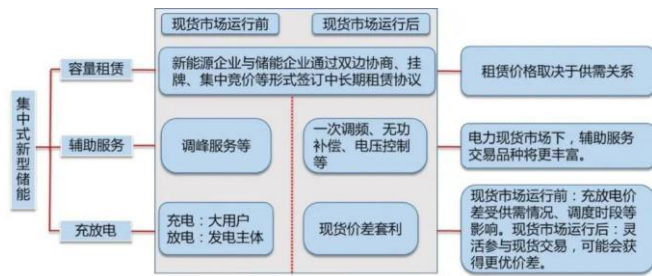 现货市场运行前
现货市场运行后
集中式新型储能
容量租赁
新能源企业与储能企业通过双边协商、挂
牌、集中竞价等形式签订中长期租赁协议
租赁价格取决于供需关系
辅助服务
调峰服务等
一次调频、无功
补偿、电压控制
等
电力现货市场下，辅助服务
交易品种将更丰富。
充放电
充电：大用户
放电：发电主体
现货价差套利
现货市场运行前：充放电价
差受供需情况、调度时段等
影响。现货市场运行后：灵
活参与现货交易，可能会获
得更优价差。